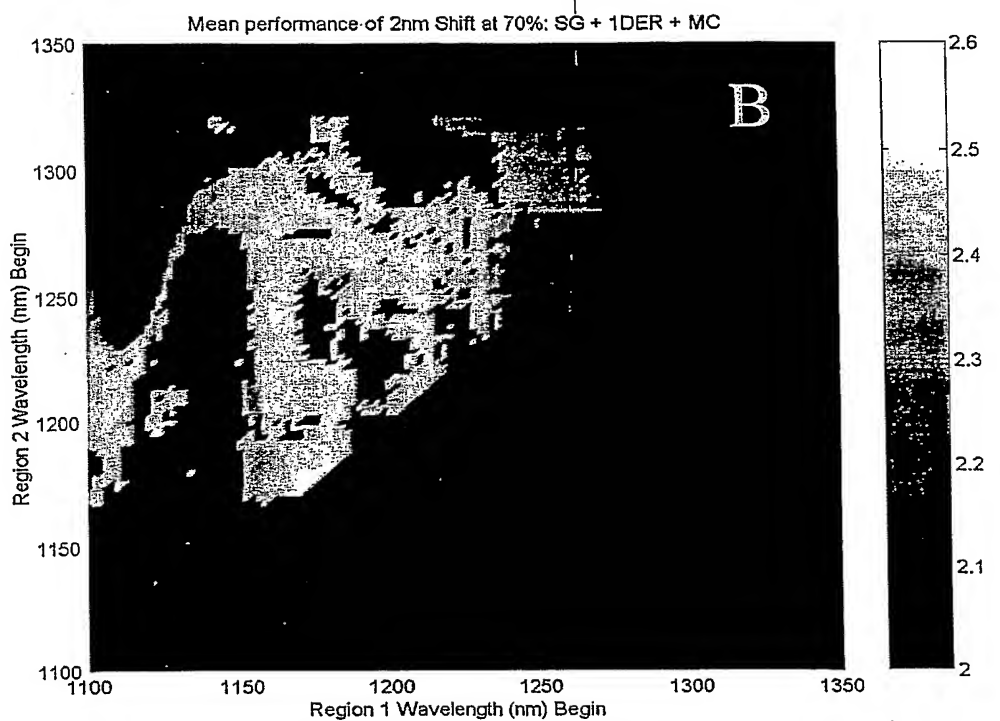 Mean performance of 2nm Shift at 70%: SG + 1DER + MC
B
1350
1300
1250
1200
1150
1100
Region 2 Wavelength (nm) Begin
1100 1150 1200 1250 1300 1350
Region 1 Wavelength (nm) Begin
2.6
2.5
2.4
2.3
2.2
2.1
2